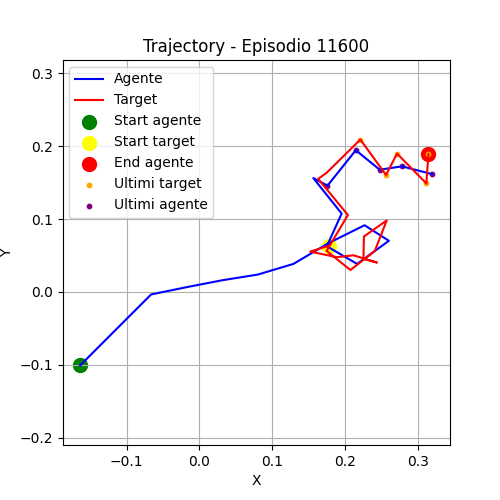 Trajectory - Episodio 11600
Agente
Target
Start agente
Start target
End agente
Ultimi target
Ultimi agente
0.3
0.2
0.1
0.0
−0.1
−0.2
Y
−0.1
0.0
0.1
0.2
0.3
X